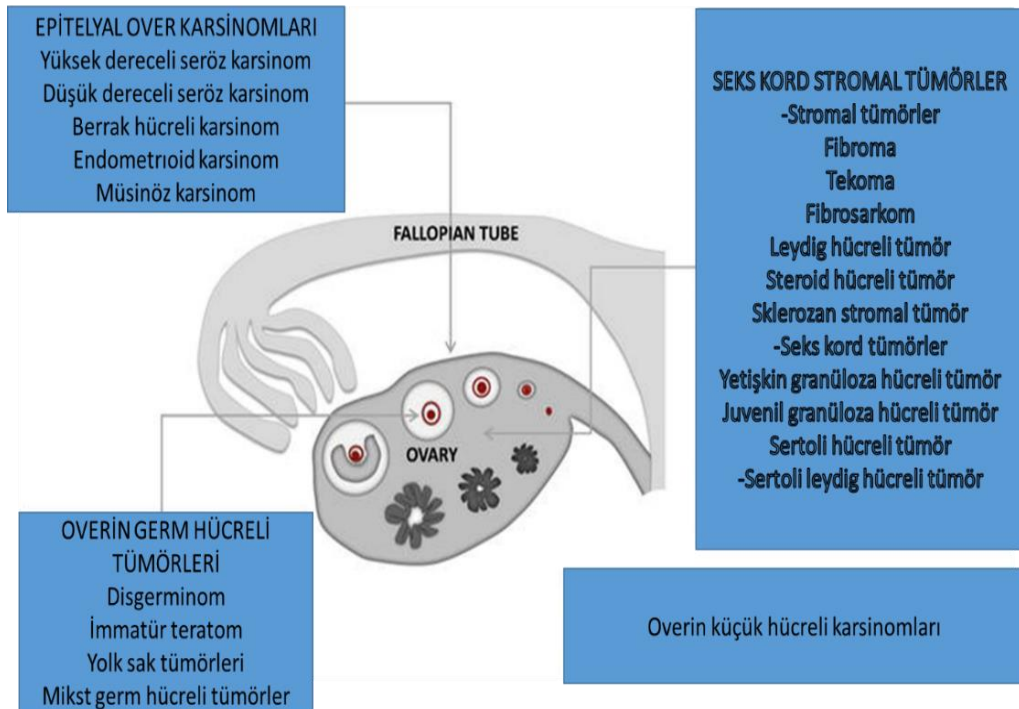 EPİTELYAL OVER KARSİNOMLARI
Yüksek dereceli seröz karsinom
Düşük dereceli seröz karsinom
Berrak hücreli karsinom
Endometrıoid karsinom
Müsinöz karsinom
SEKS KORD STROMAL TÜMÖRLER
-Stromal tümörler
Fibroma
Tekoma
Fibrosarkom
Leydig hücreli tümör
Steroid hücreli tümör
Sklerozan stromal tümör
-Seks kord tümörler
Yetişkin granüloza hücreli tümör
Juvenil granüloza hücreli tümör
Sertoli hücreli tümör
-Sertoli leydig hücreli tümör
FALLOPIAN TUBE
OVARY
OVERİN GERM HÜCRELİ
TÜMÖRLERİ
Disgerminom
İmmatür teratom
Yolk sak tümörleri
Mikst germ hücreli tümörler
Overin küçük hücreli karsinomları